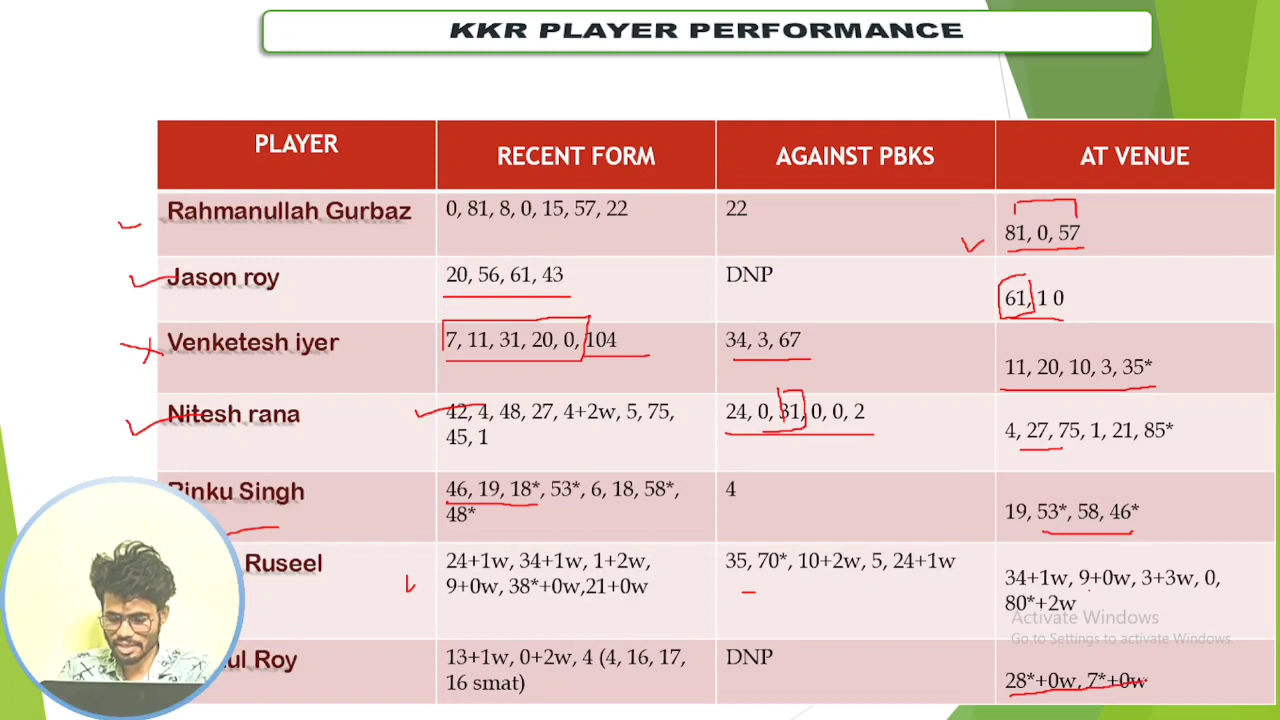 KKR PLAYER PERFORMANCE
PLAYER RECENT FORM AGAINST PBKS AT VENUE
Rahmanullah Gurbaz 0, 81, 8, 0, 15, 57, 22 22 81, 0, 57
Jason roy 20, 56, 61, 43 DNP 61, 1 0
Venketesh iyer 7, 11, 31, 20, 0, 104 34, 3, 67 11, 20, 10, 3, 35*
Nitesh rana 42, 4, 48, 27, 4+2w, 5, 75, 24, 0, 31, 0, 0, 2 4, 27, 75, 1, 21, 85*
45, 1
Rinku Singh 46, 19, 18*, 53*, 6, 18, 58*, 4 19, 53*, 58, 46*
48*
Ruseel 24+1w, 34+1w, 1+2w, 35, 70*, 10+2w, 5, 24+1w 34+1w, 9+0w, 3+3w, 0,
9+0w, 38*+0w,21+0w 80*+2w
Activate Windows
Go to Settings to activate Windows.
Roy 13+1w, 0+2w, 4 (4, 16, 17, DNP 28*+0w, 7*+0w
16 smat)